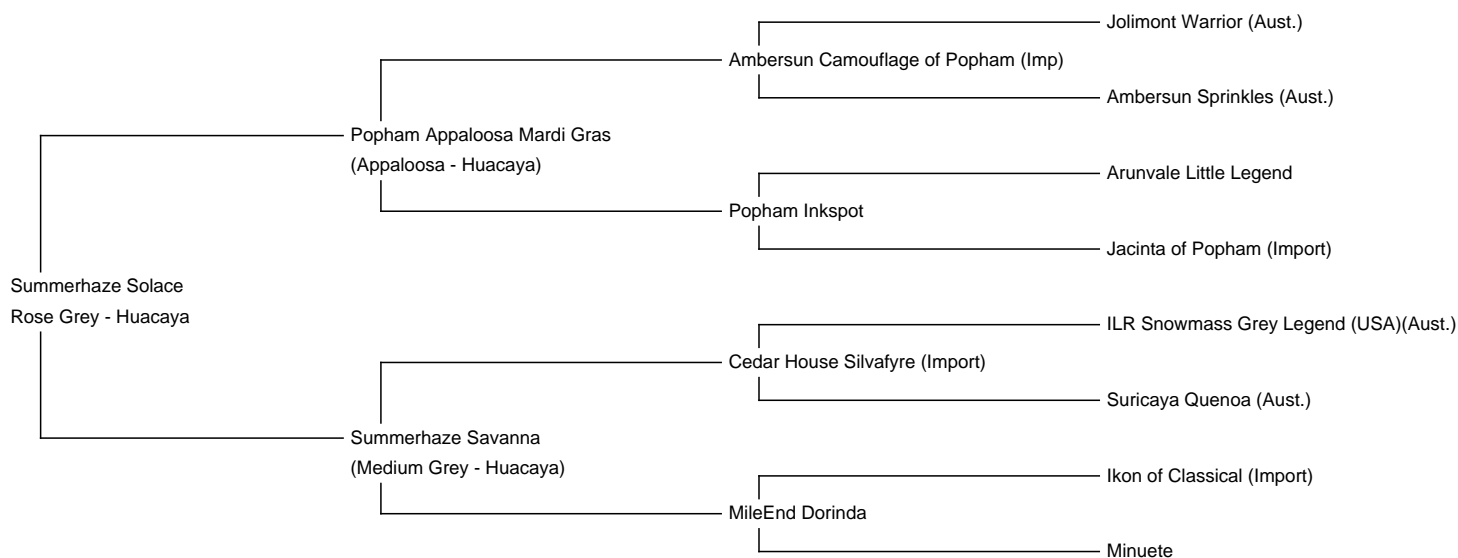 Jolimont Warrior (Aust.)
Ambersun Camouflage of Popham (Imp)
Ambersun Sprinkles (Aust.)
Popham Appaloosa Mardi Gras
(Appaloosa - Huacaya)
Arunvale Little Legend
Popham Inkspot
Jacinta of Popham (Import)
Summerhaze Solace
Rose Grey - Huacaya
ILR Snowmass Grey Legend (USA)(Aust.)
Cedar House Silvafyre (Import)
Suricaya Quenoa (Aust.)
Summerhaze Savanna
(Medium Grey - Huacaya)
Ikon of Classical (Import)
MileEnd Dorinda
Minuete